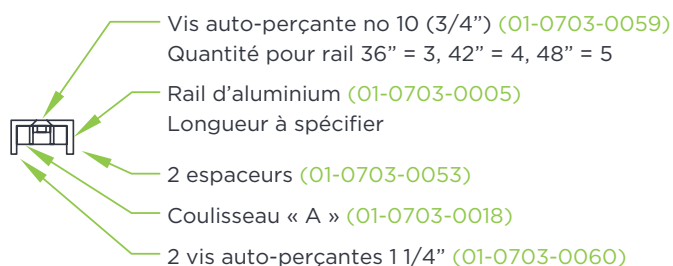 Vis auto-perçante no 10 (3/4”) (01-0703-0059)
Quantité pour rail 36” = 3, 42” = 4, 48” = 5
Rail d’aluminium (01-0703-0005)
Longueur à spécifier
2 espaceurs (01-0703-0053)
Coulisseau « A » (01-0703-0018)
2 vis auto-perçantes 1 1/4” (01-0703-0060)